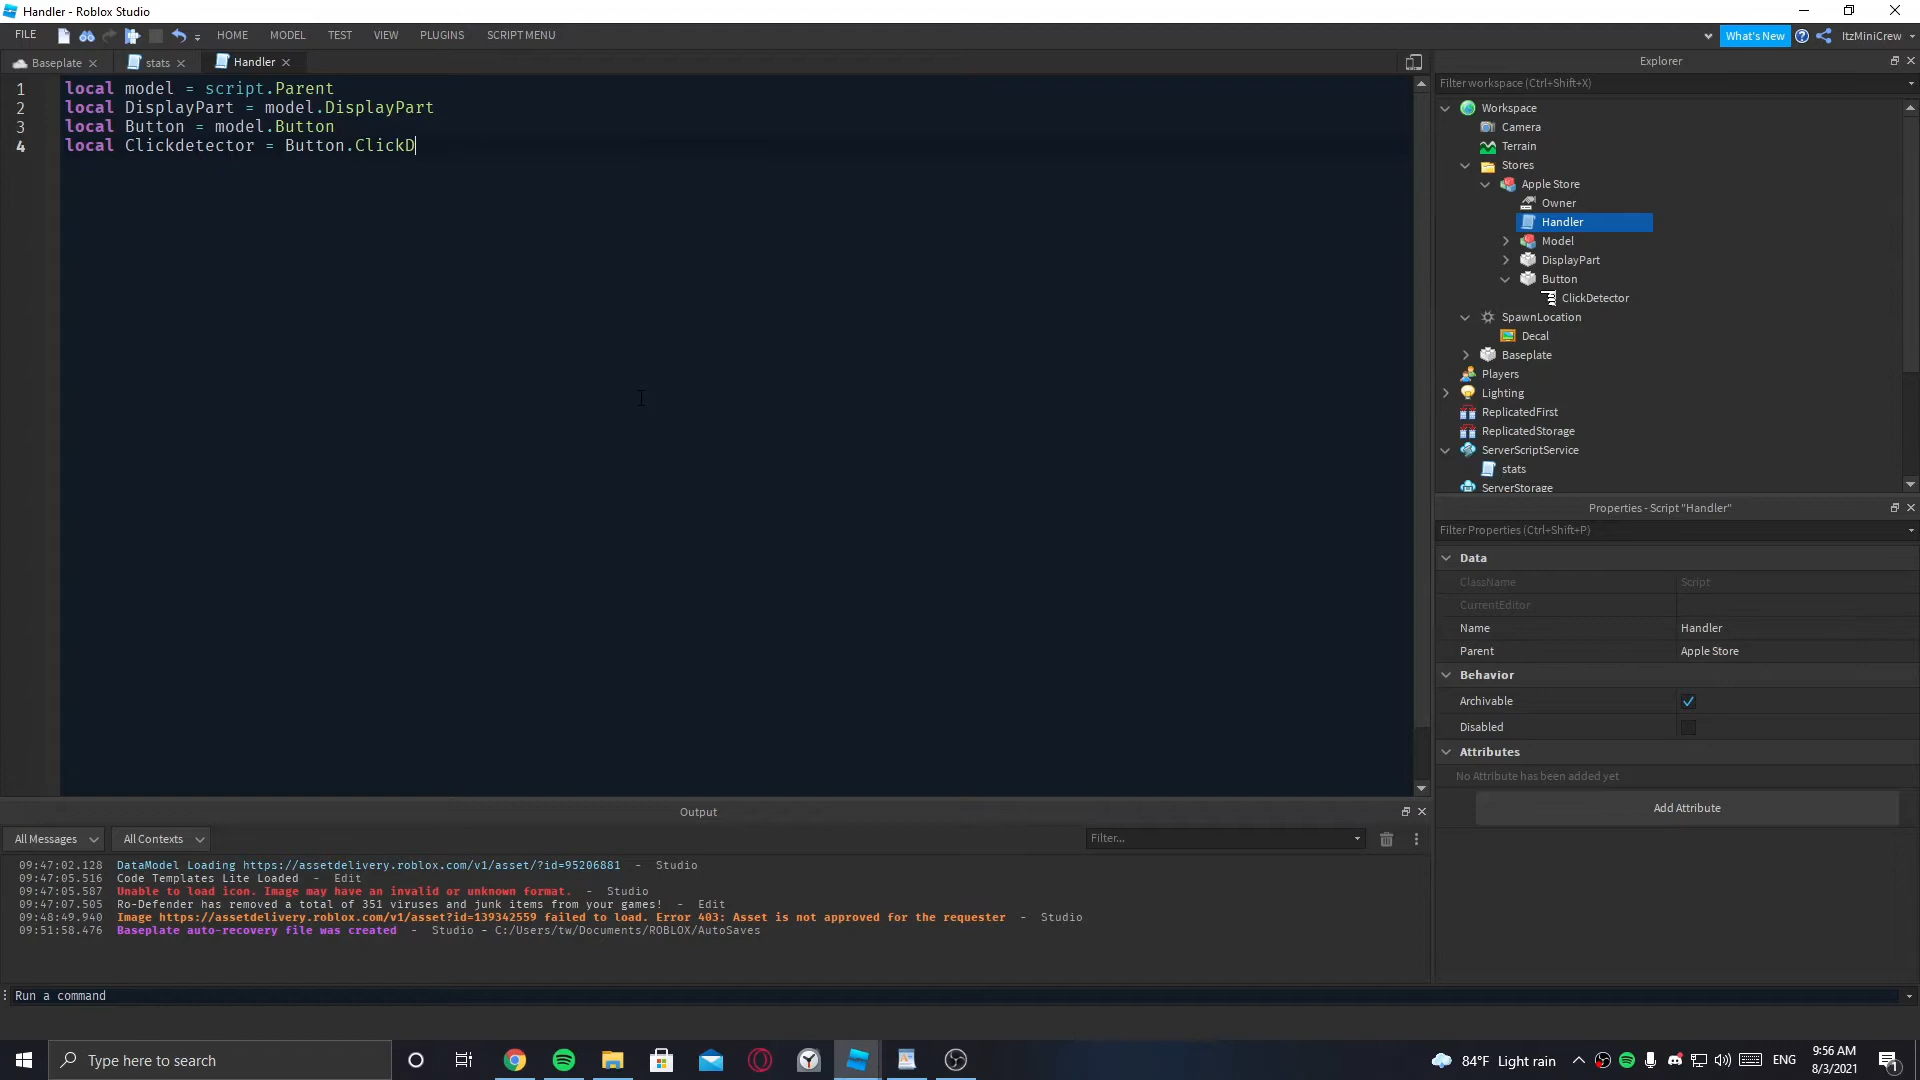 Handler - Roblox Studio
FILE HOME MODEL TEST VIEW PLUGINS SCRIPT MENU What's New ItzMiniCrew
Baseplate stats Handler
1 local model = script.Parent
2 local DisplayPart = model.DisplayPart
3 local Button = model.Button
4 local Clickdetector = Button.ClickD
Explorer
Filter workspace (Ctrl+Shift+X)
Workspace
Camera
Terrain
Stores
Apple Store
Owner
Handler
Model
DisplayPart
Button
ClickDetector
SpawnLocation
Decal
Baseplate
Players
Lighting
ReplicatedFirst
ReplicatedStorage
ServerScriptService
stats
ServerStorage
Properties - Script "Handler"
Filter Properties (Ctrl+Shift+P)
Data
ClassName Script
CurrentEditor
Name Handler
Parent Apple Store
Behavior
Archivable
Disabled
Attributes
No Attribute has been added yet
Add Attribute
Output
All Messages All Contexts Filter...
09:47:02.128 DataModel Loading https://assetdelivery.roblox.com/v1/asset/?id=95206881 - Studio
09:47:05.516 Code Templates Lite Loaded - Edit
09:47:05.587 Unable to load icon. Image may have an invalid or unknown format. - Studio
09:47:07.505 Ro-Defender has removed a total of 351 viruses and junk items from your games! - Edit
09:48:49.940 Image https://assetdelivery.roblox.com/v1/asset?id=139342559 failed to load. Error 403: Asset is not approved for the requester - Studio
09:51:58.476 Baseplate auto-recovery file was created - Studio - C:/Users/tw/Documents/ROBLOX/AutoSaves
Run a command
Type here to search
84°F Light rain
ENG
9:56 AM
8/3/2021
1